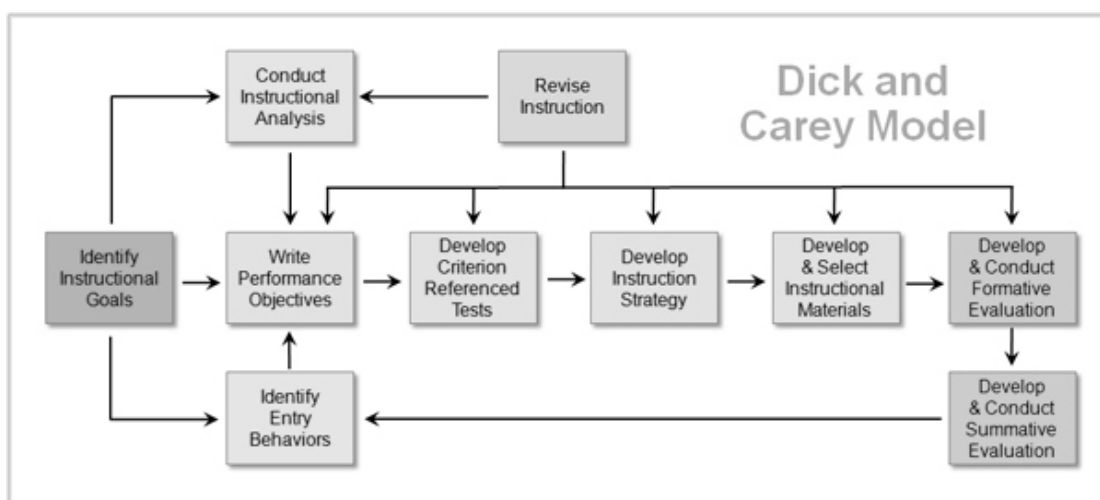 Conduct
Instructional
Analysis
Revise
Instruction
Dick and
Carey Model
Identify
Instructional
Goals
Write
Performance
Objectives
Develop
Criterion
Referenced
Tests
Develop
Instruction
Strategy
Develop
& Select
Instructional
Materials
Develop
& Conduct
Formative
Evaluation
Identify
Entry
Behaviors
Develop
& Conduct
Summative
Evaluation